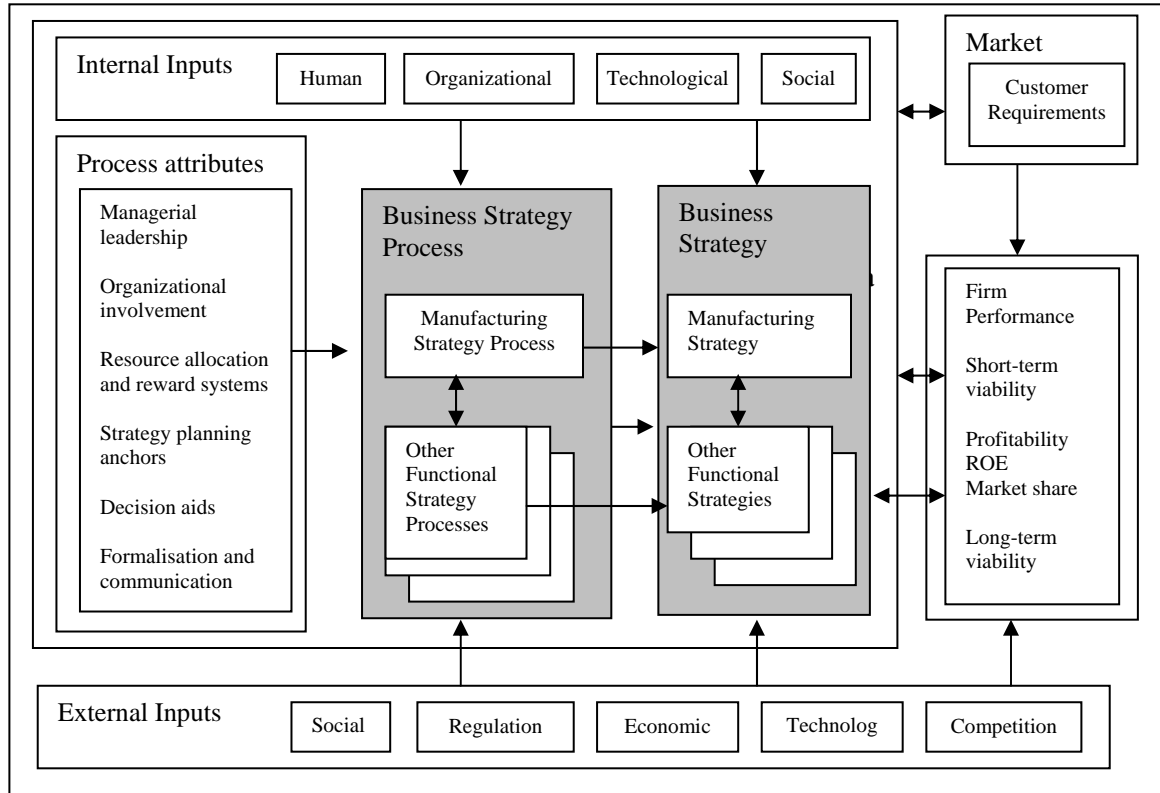 Internal Inputs
Human
Organizational
Technological
Social
Market
Customer
Requirements
Process attributes
Managerial
leadership
Organizational
involvement
Resource allocation
and reward systems
Strategy planning
anchors
Decision aids
Formalisation and
communication
Business Strategy
Process
Manufacturing
Strategy Process
Other
Functional
Strategy
Processes
Business
Strategy
Manufacturing
Strategy
Other
Functional
Strategies
Firm
Performance
Short-term
viability
Profitability
ROE
Market share
Long-term
viability
External Inputs
Social
Regulation
Economic
Technolog
Competition